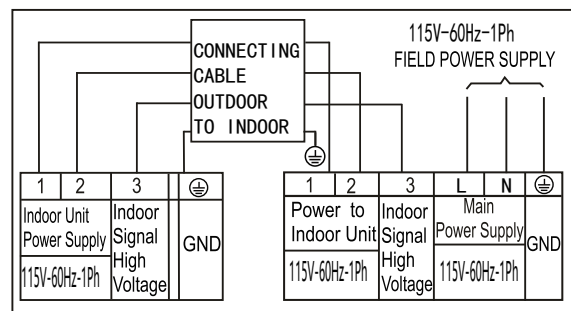 CONNECTING
CABLE
OUTDOOR
TO INDOOR
115V-60Hz-1Ph
FIELD POWER SUPPLY
1 2 3
Indoor Unit
Power Supply
115V-60Hz-1Ph
Indoor
Signal
High
Voltage
GND
1 2 3 L N
Power to
Indoor Unit
115V-60Hz-1Ph
Indoor
Signal
High
Voltage
Main
Power Supply
115V-60Hz-1Ph
GND